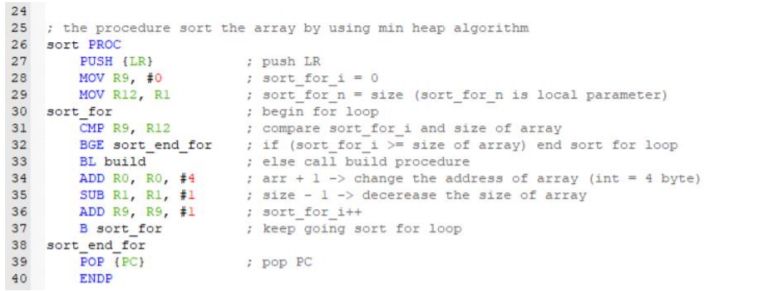 24
25 ; the procedure sort the array by using min heap algorithm
26 sort PROC
27 PUSH {LR} ; push LR
28 MOV R9, #0 ; sort_for_i = 0
29 MOV R12, R1 ; sort_for_n = size (sort_for_n is local parameter)
30 sort_for ; begin for loop
31 CMP R9, R12 ; compare sort_for_i and size of array
32 BGE sort_end_for ; if (sort_for_i >= size of array) end sort for loop
33 BL build ; else call build procedure
34 ADD R0, R0, #4 ; arr + 1 -> change the address of array (int = 4 byte)
35 SUB R1, R1, #1 ; size - 1 -> decerease the size of array
36 ADD R9, R9, #1 ; sort_for_i++
37 B sort_for ; keep going sort for loop
38 sort_end_for
39 POP {PC} ; pop PC
40 ENDP